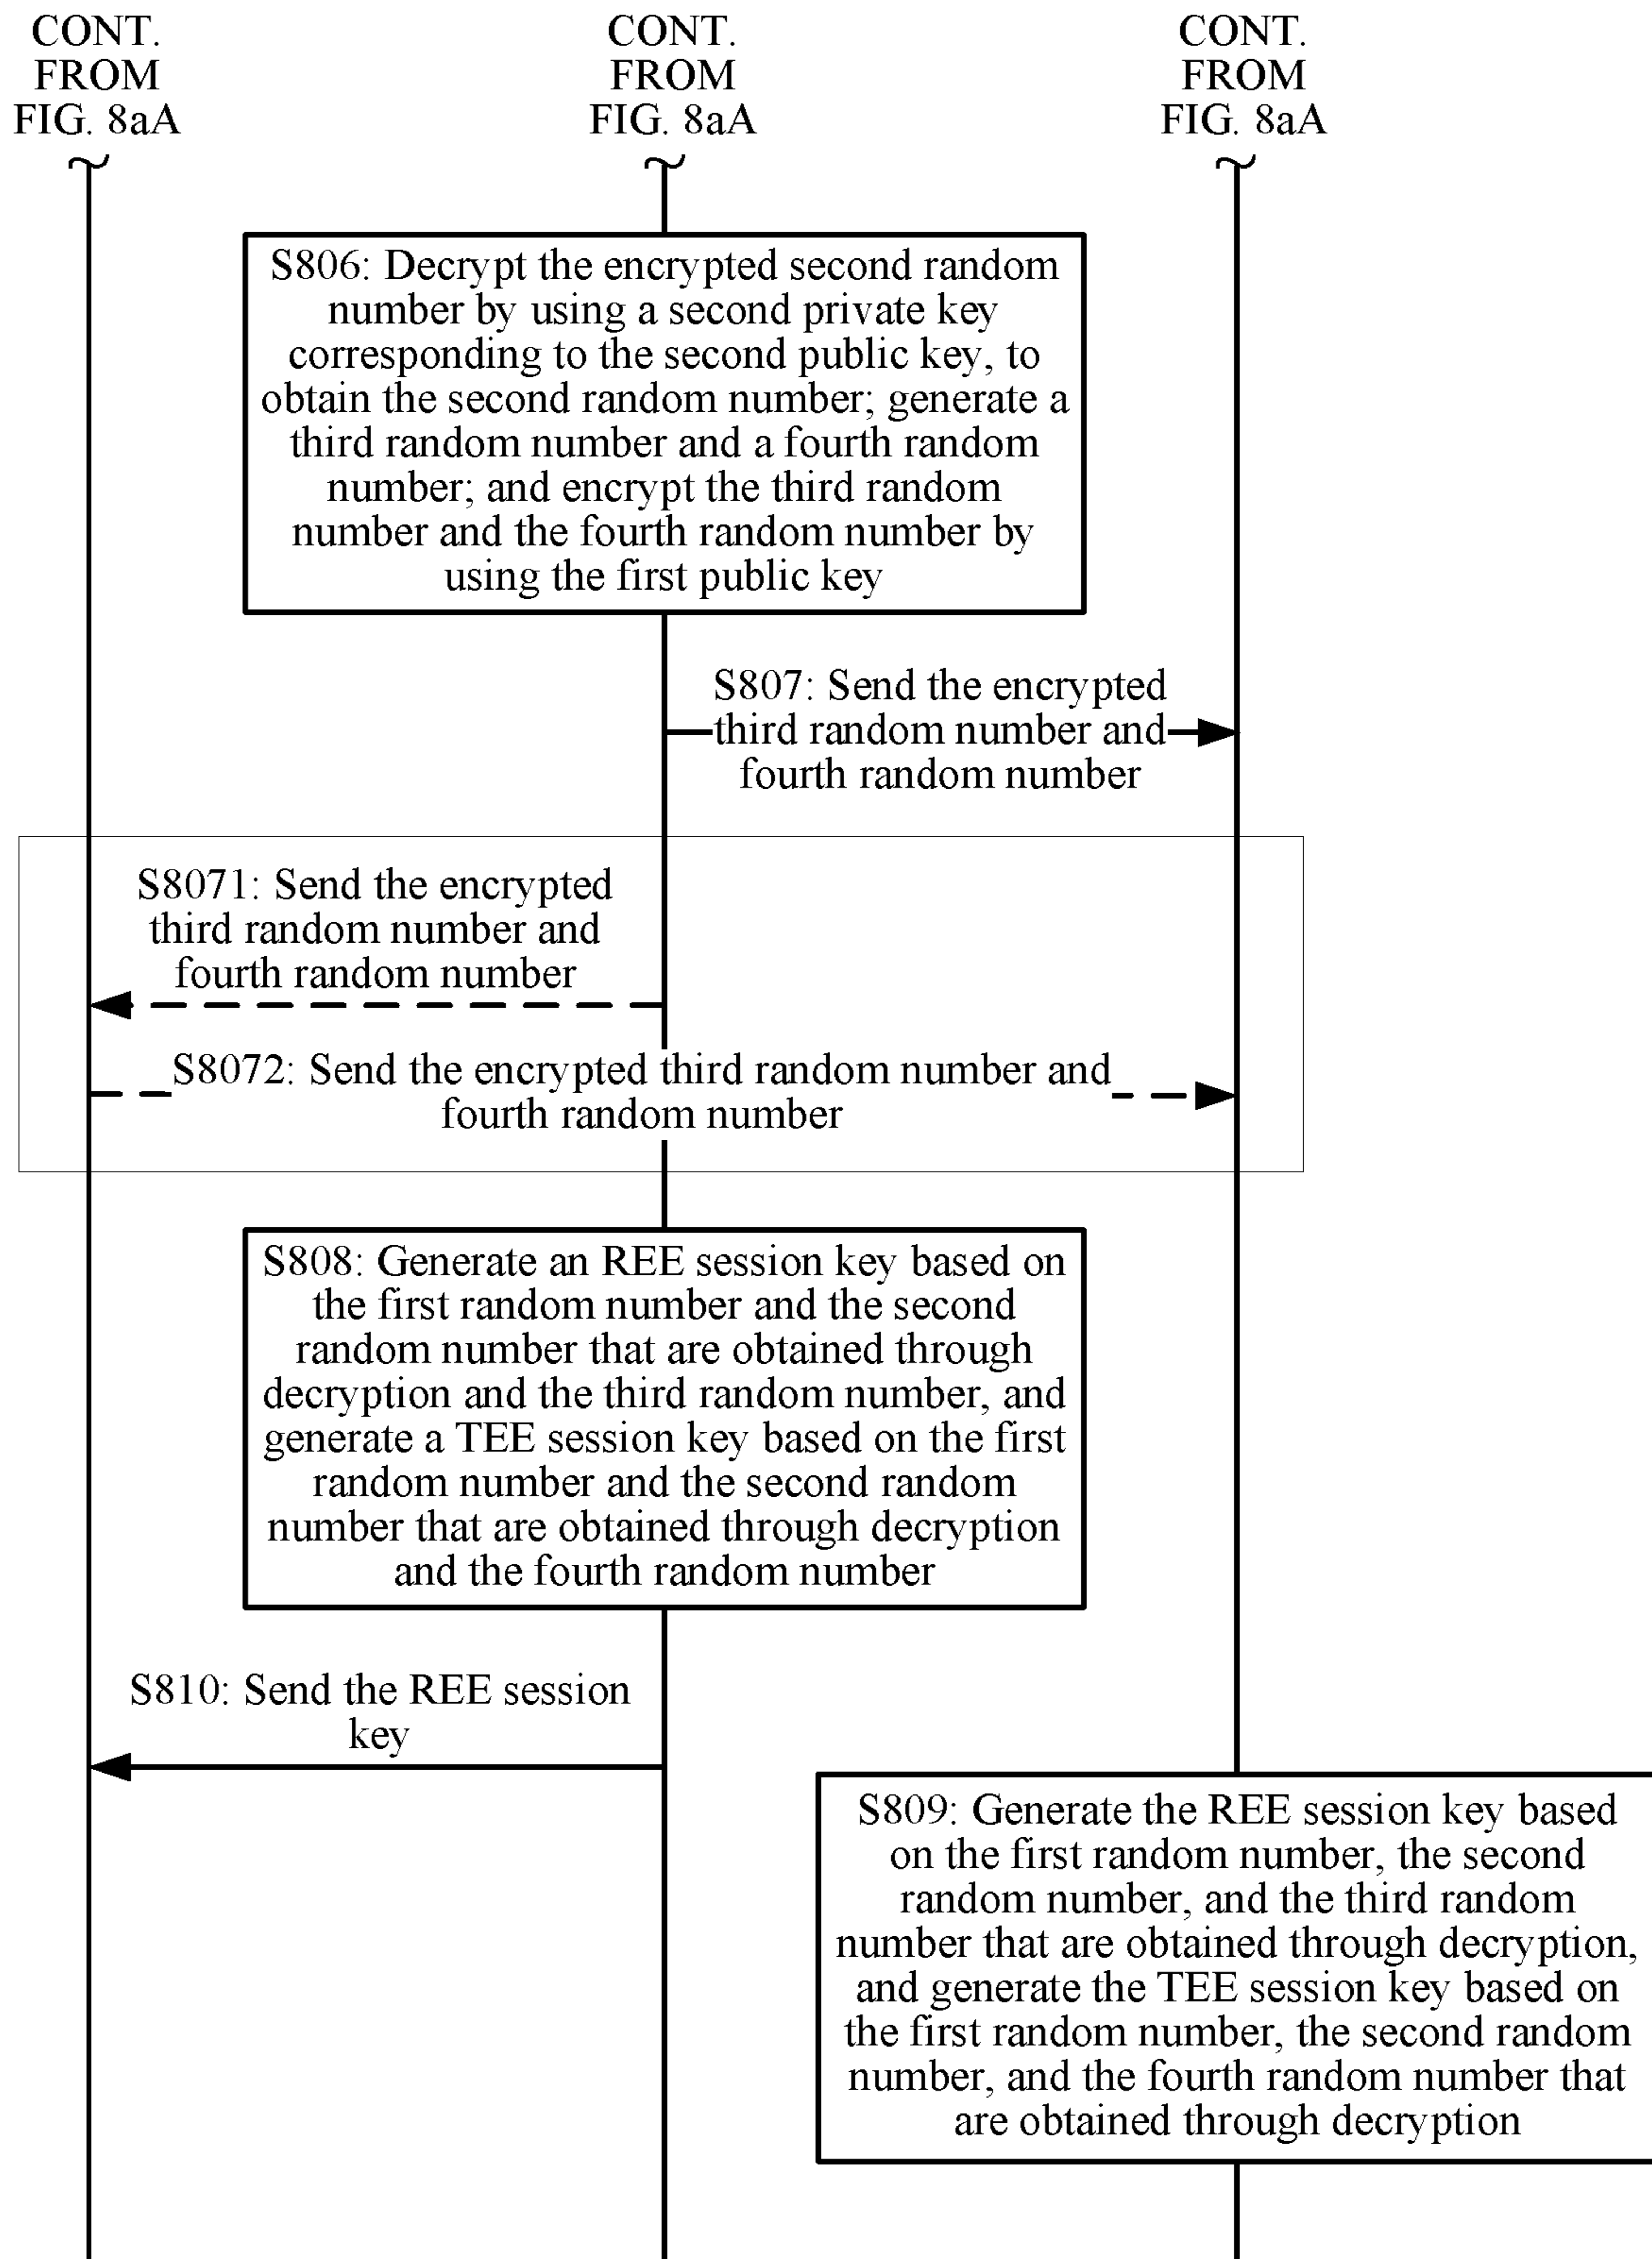 CONT.
FROM
FIG. 8aA
CONT.
FROM
FIG. 8aA
CONT.
FROM
FIG. 8aA
S806: Decrypt the encrypted second random
number by using a second private key
corresponding to the second public key, to
obtain the second random number; generate a
third random number and a fourth random
number; and encrypt the third random
number and the fourth random number by
using the first public key
S807: Send the encrypted
third random number and
fourth random number
S8071: Send the encrypted
third random number and
fourth random number
S8072: Send the encrypted third random number and
fourth random number
S808: Generate an REE session key based on
the first random number and the second
random number that are obtained through
decryption and the third random number, and
generate a TEE session key based on the first
random number and the second random
number that are obtained through decryption
and the fourth random number
S810: Send the REE session
key
S809: Generate the REE session key based
on the first random number, the second
random number, and the third random
number that are obtained through decryption,
and generate the TEE session key based on
the first random number, the second random
number, and the fourth random number that
are obtained through decryption